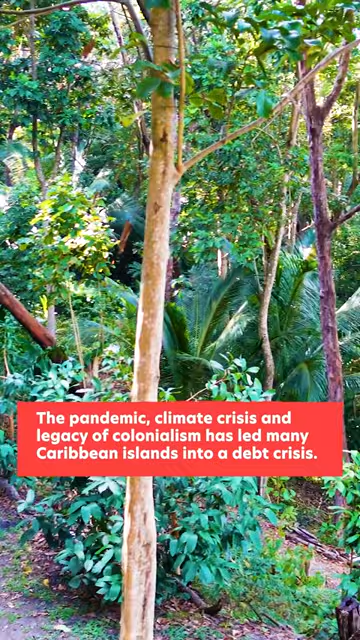 The pandemic, climate crisis and
legacy of colonialism has led many
Caribbean islands into a debt crisis.